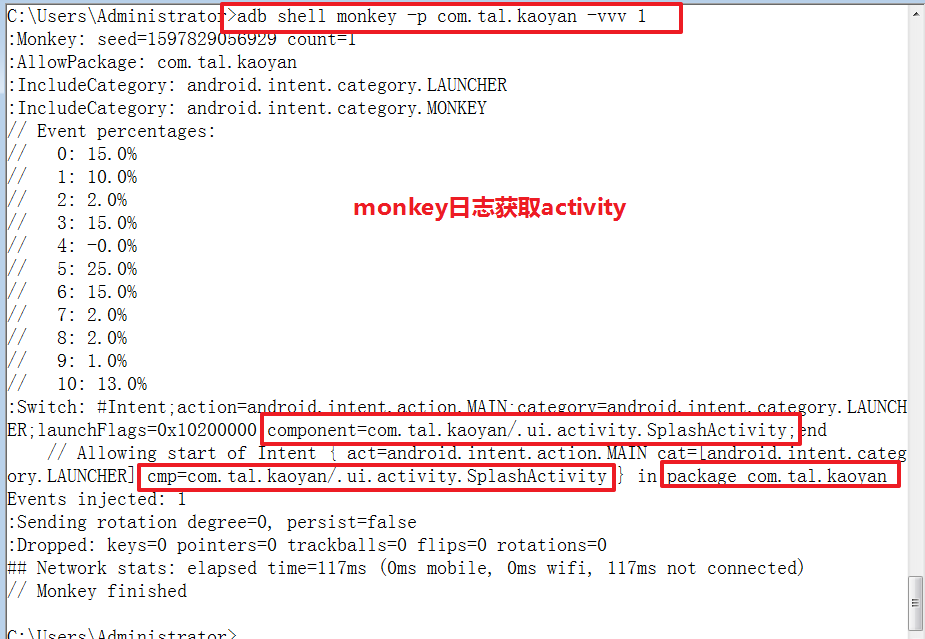 C:\Users\Administrator>adb shell monkey -p com.tal.kaoyan -vvv 1
:Monkey: seed=1597829056929 count=1
:AllowPackage: com.tal.kaoyan
:IncludeCategory: android.intent.category.LAUNCHER
:IncludeCategory: android.intent.category.MONKEY
// Event percentages:
//   0: 15.0%
//   1: 10.0%
//   2: 2.0%
monkey日志获取activity
//   3: 15.0%
//   4: -0.0%
//   5: 25.0%
//   6: 15.0%
//   7: 2.0%
//   8: 2.0%
//   9: 1.0%
//   10: 13.0%
:Switch: #Intent;action=android.intent.action.MAIN;category=android.intent.category.LAUNCH
ER;launchFlags=0x10200000;component=com.tal.kaoyan/.ui.activity.SplashActivity;end
    // Allowing start of Intent { act=android.intent.action.MAIN cat=[android.intent.categ
ory.LAUNCHER] cmp=com.tal.kaoyan/.ui.activity.SplashActivity } in package com.tal.kaoyan
Events injected: 1
:Sending rotation degree=0, persist=false
:Dropped: keys=0 pointers=0 trackballs=0 flips=0 rotations=0
## Network stats: elapsed time=117ms (0ms mobile, 0ms wifi, 117ms not connected)
// Monkey finished
C:\Users\Administrator>